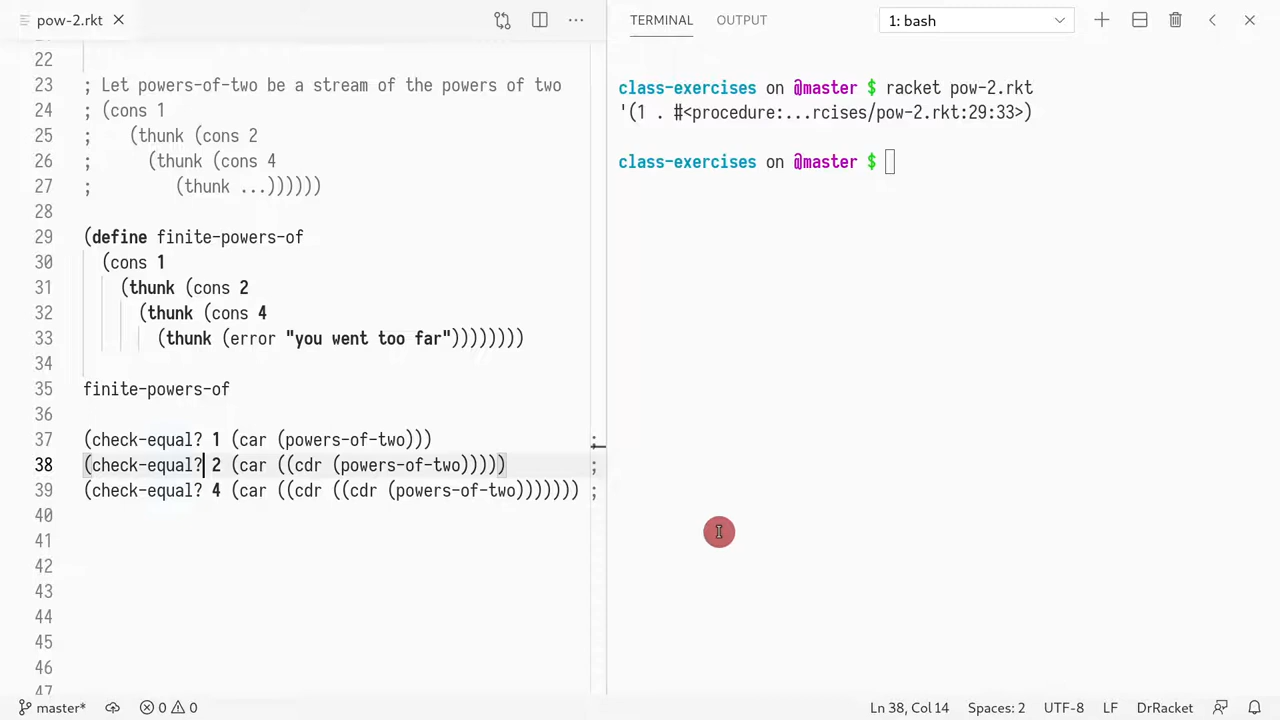 pow-2.rkt
TERMINAL
OUTPUT
1: bash
22
23 ; Let powers-of-two be a stream of the powers of two
24 ; (cons 1
25 ;    (thunk (cons 2
26 ;      (thunk (cons 4
27 ;         (thunk ...))))))
28
29 (define finite-powers-of
30   (cons 1
31     (thunk (cons 2
32       (thunk (cons 4
33         (thunk (error "you went too far"))))))))
34
35 finite-powers-of
36
37 (check-equal? 1 (car (powers-of-two))) ;
38 (check-equal? 2 (car ((cdr (powers-of-two))))) ;
39 (check-equal? 4 (car ((cdr ((cdr (powers-of-two))))))) ;
40
41
42
43
44
45
46
class-exercises on @master $ racket pow-2.rkt
'(1 . #<procedure:...rcises/pow-2.rkt:29:33>)
class-exercises on @master $
master* 0 0 Ln 38, Col 14 Spaces: 2 UTF-8 LF DrRacket